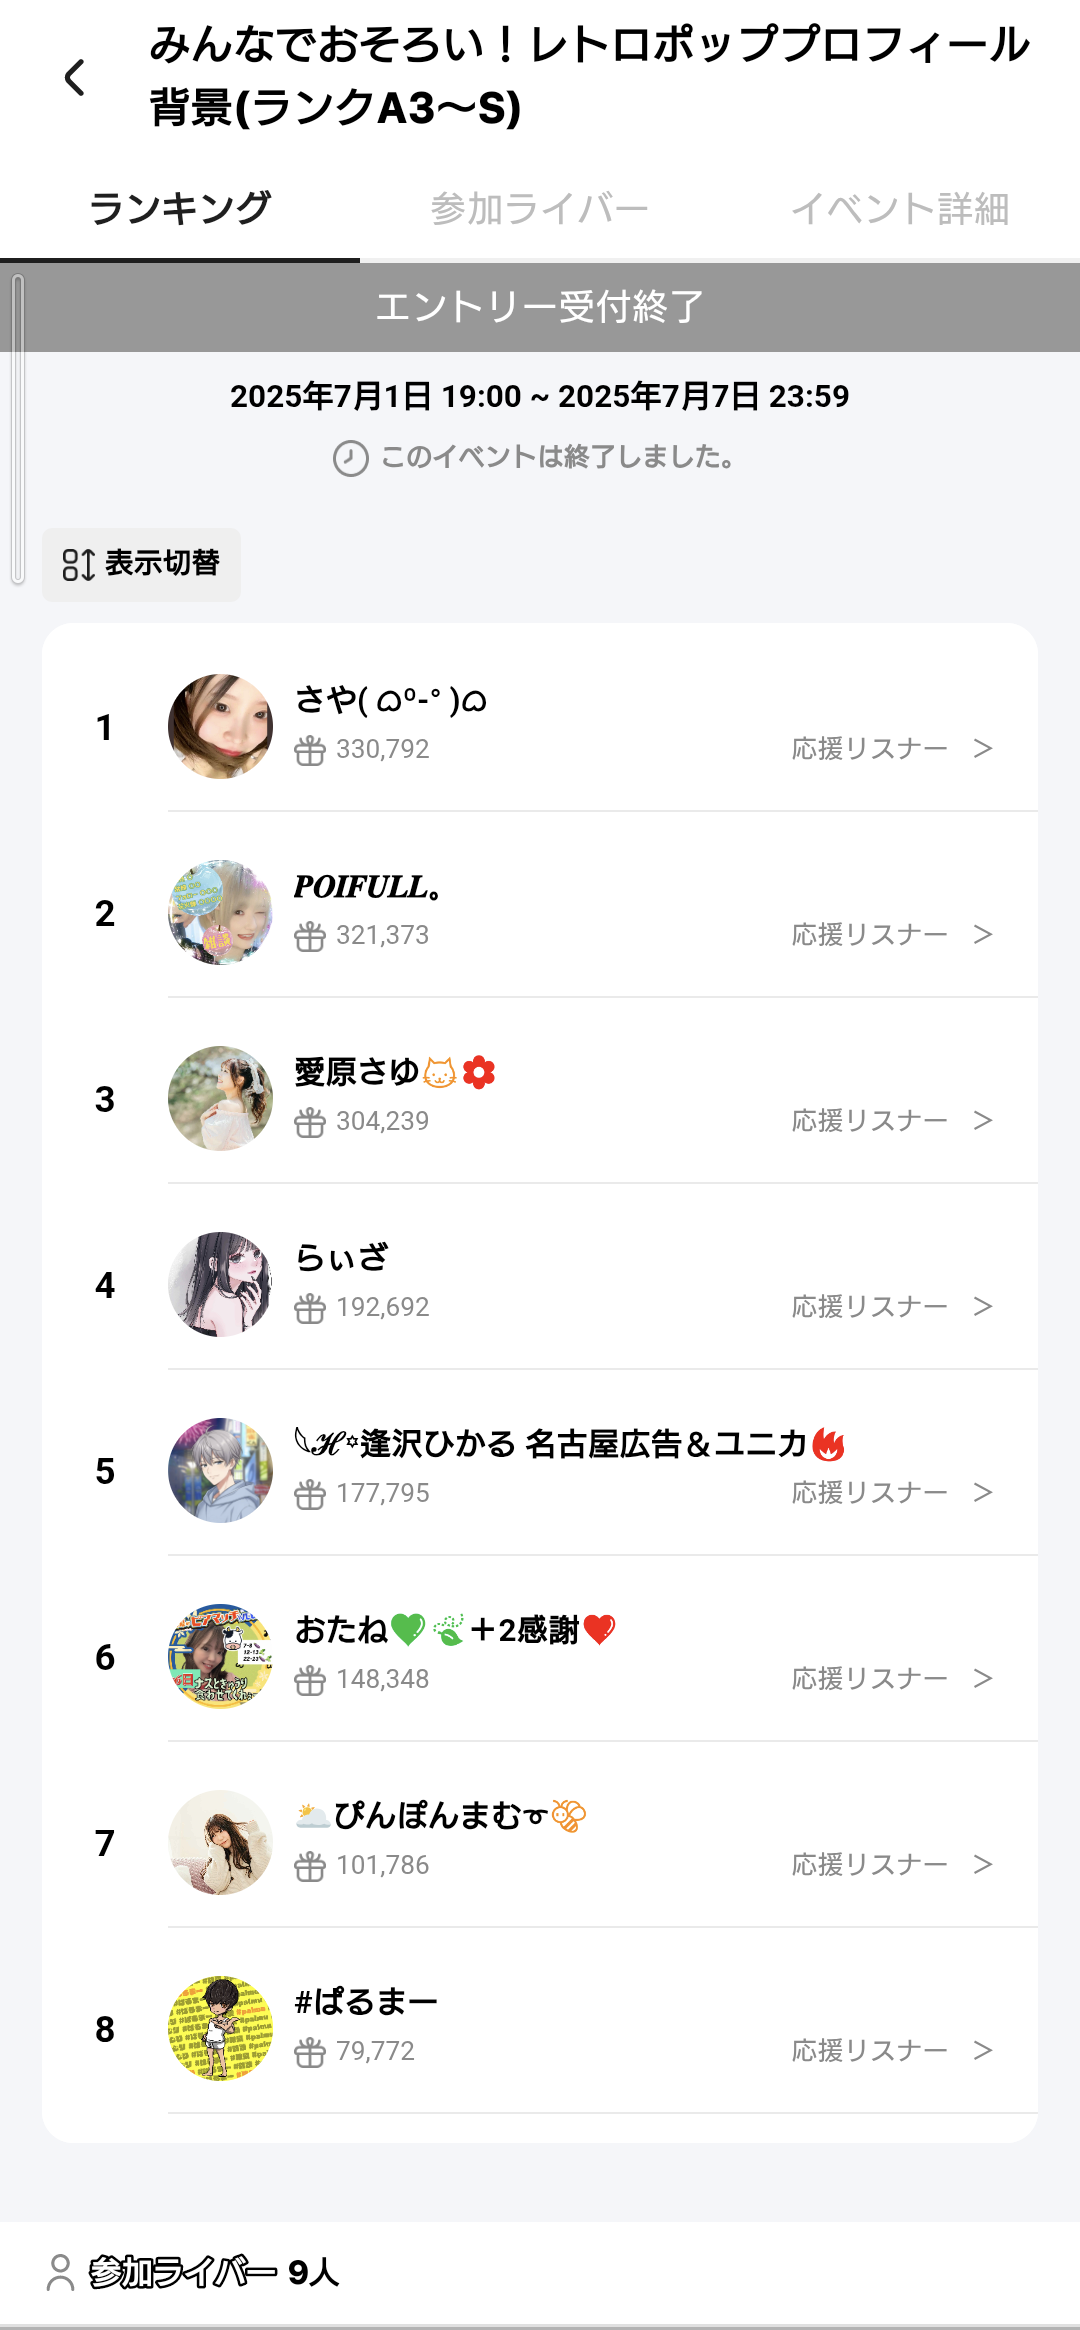 みんなでおそろい！レトロポッププロフィール
背景(ランクA3～S)
ランキング 参加ライバー イベント詳細
エントリー受付終了
2025年7月1日 19:00 ~ 2025年7月7日 23:59
このイベントは終了しました。
表示切替
1
さや( ᯅº-° )ᯅ
330,792 応援リスナー >
2
𝑷𝑶𝑰𝑭𝑼𝑳𝑳。
321,373 応援リスナー >
3
愛原さゆ🐱🌺
304,239 応援リスナー >
4
らぃざ
192,692 応援リスナー >
5
ℋ✡逢沢ひかる 名古屋広告＆ユニカ🔥
177,795 応援リスナー >
6
おたね💚🍃＋2感謝❤️
148,348 応援リスナー >
7
🌥️ぴんぽんまむ➰🐝
101,786 応援リスナー >
8
#ぱるまー
79,772 応援リスナー >
参加ライバー 9人